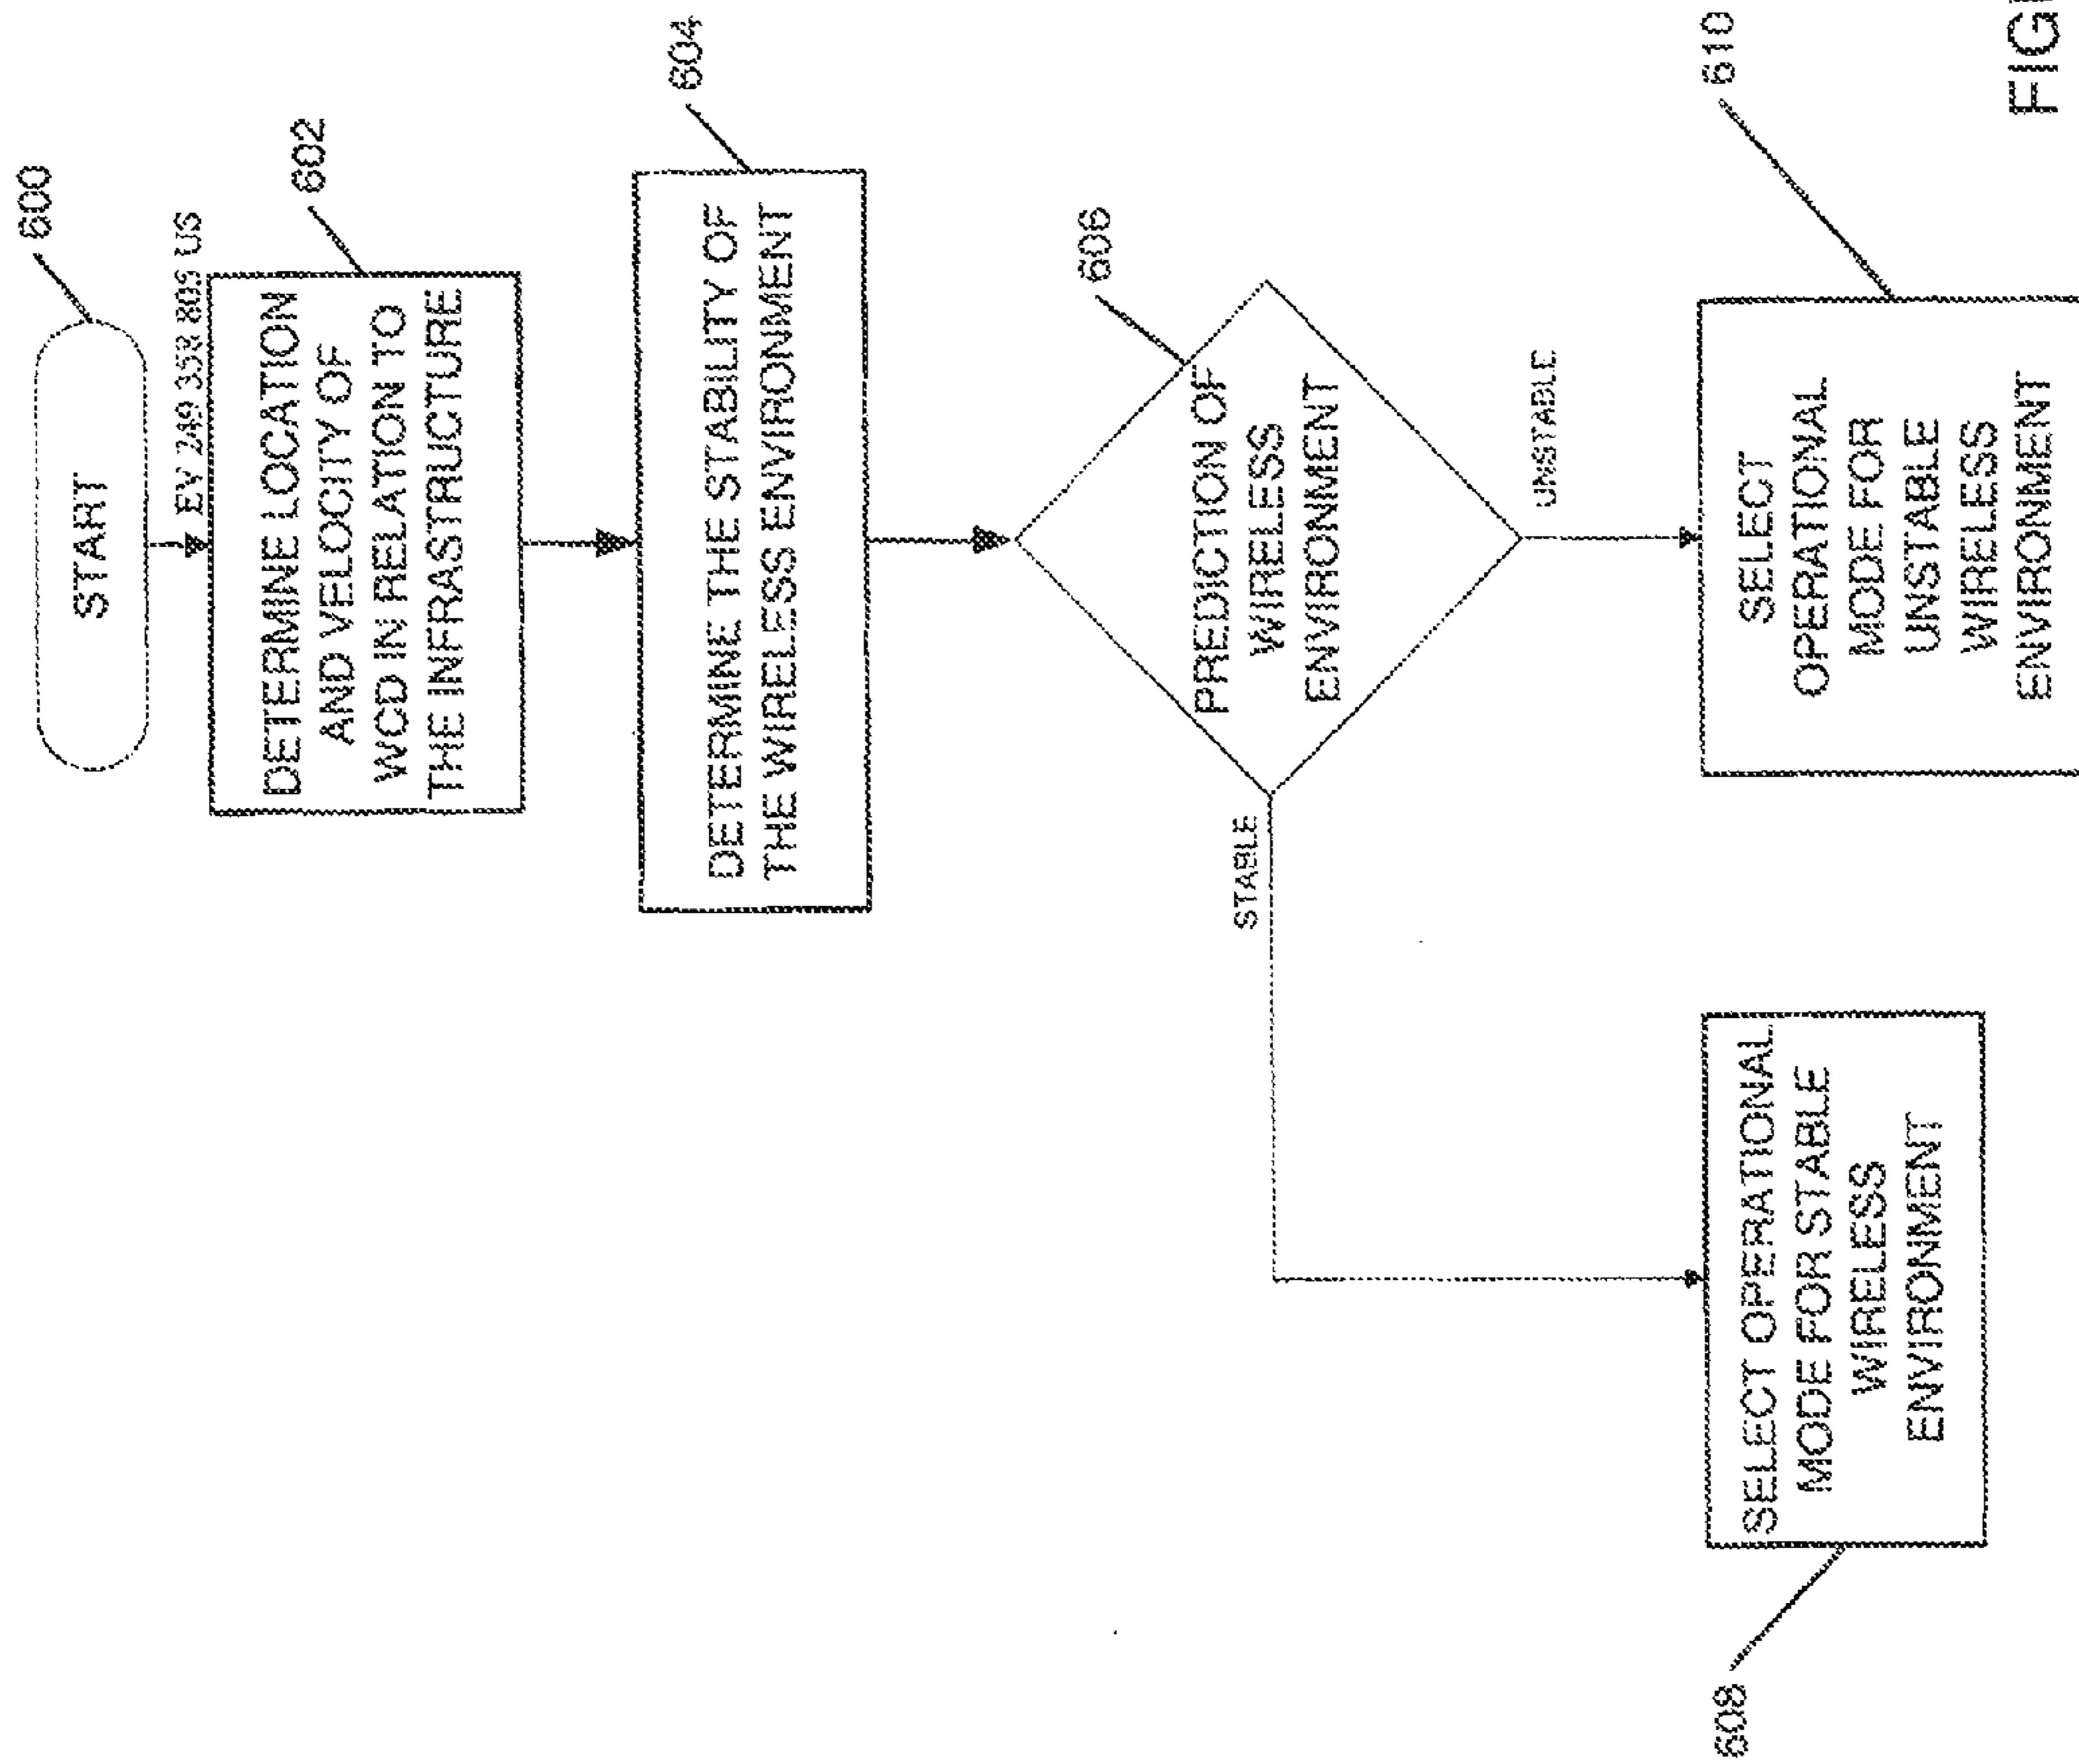 600
START
EV 249 358 809 US
602
DETERMINE LOCATION
AND VELOCITY OF
WCD IN RELATION TO
THE INFRASTRUCTURE
604
DETERMINE THE STABILITY OF
THE WIRELESS ENVIRONMENT
606
PREDICTION OF
WIRELESS
ENVIRONMENT
STABLE
UNSTABLE
608
SELECT OPERATIONAL
MODE FOR STABLE
WIRELESS
ENVIRONMENT
610
SELECT
OPERATIONAL
MODE FOR
UNSTABLE
WIRELESS
ENVIRONMENT